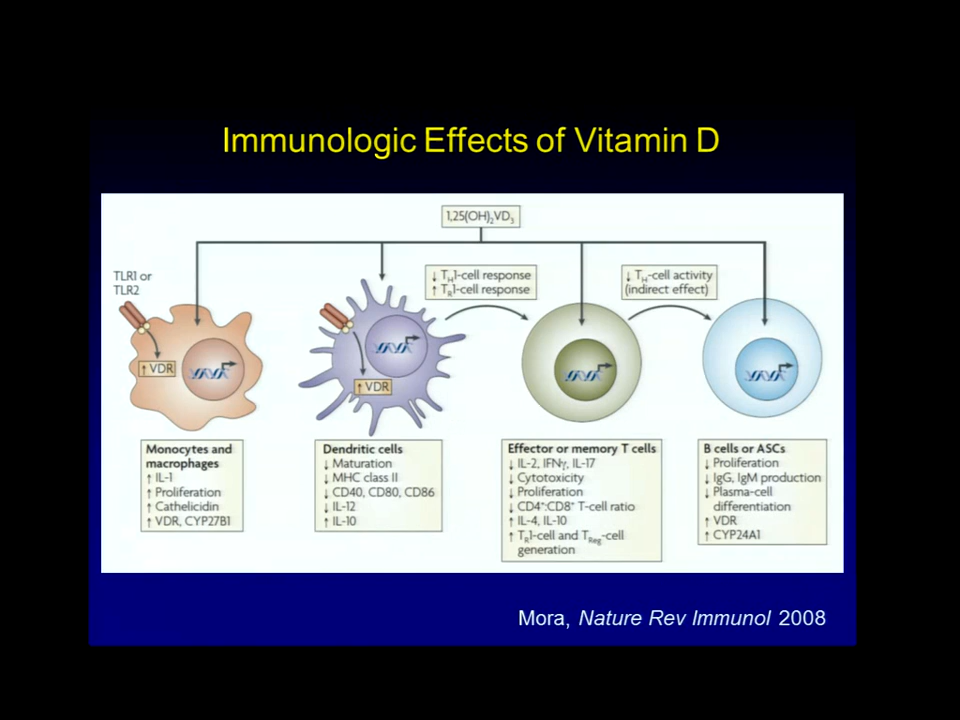 Immunologic Effects of Vitamin D
1,25(OH)₂VD₃
TLR1 or
TLR2
↓ TH1-cell response
↑ TR1-cell response
↓ TH-cell activity
(indirect effect)
↑ VDR
↑ VDR
Monocytes and
macrophages
↑ IL-1
↑ Proliferation
↑ Cathelicidin
↑ VDR, CYP27B1
Dendritic cells
↓ Maturation
↓ MHC class II
↓ CD40, CD80, CD86
↓ IL-12
↑ IL-10
Effector or memory T cells
↓ IL-2, IFNγ, IL-17
↓ Cytotoxicity
↓ Proliferation
↓ CD4⁺:CD8⁺ T-cell ratio
↑ IL-4, IL-10
↑ TR1-cell and TReg-cell
generation
B cells or ASCs
↓ Proliferation
↓ IgG, IgM production
↓ Plasma-cell
differentiation
↑ VDR
↑ CYP24A1
Mora, Nature Rev Immunol 2008